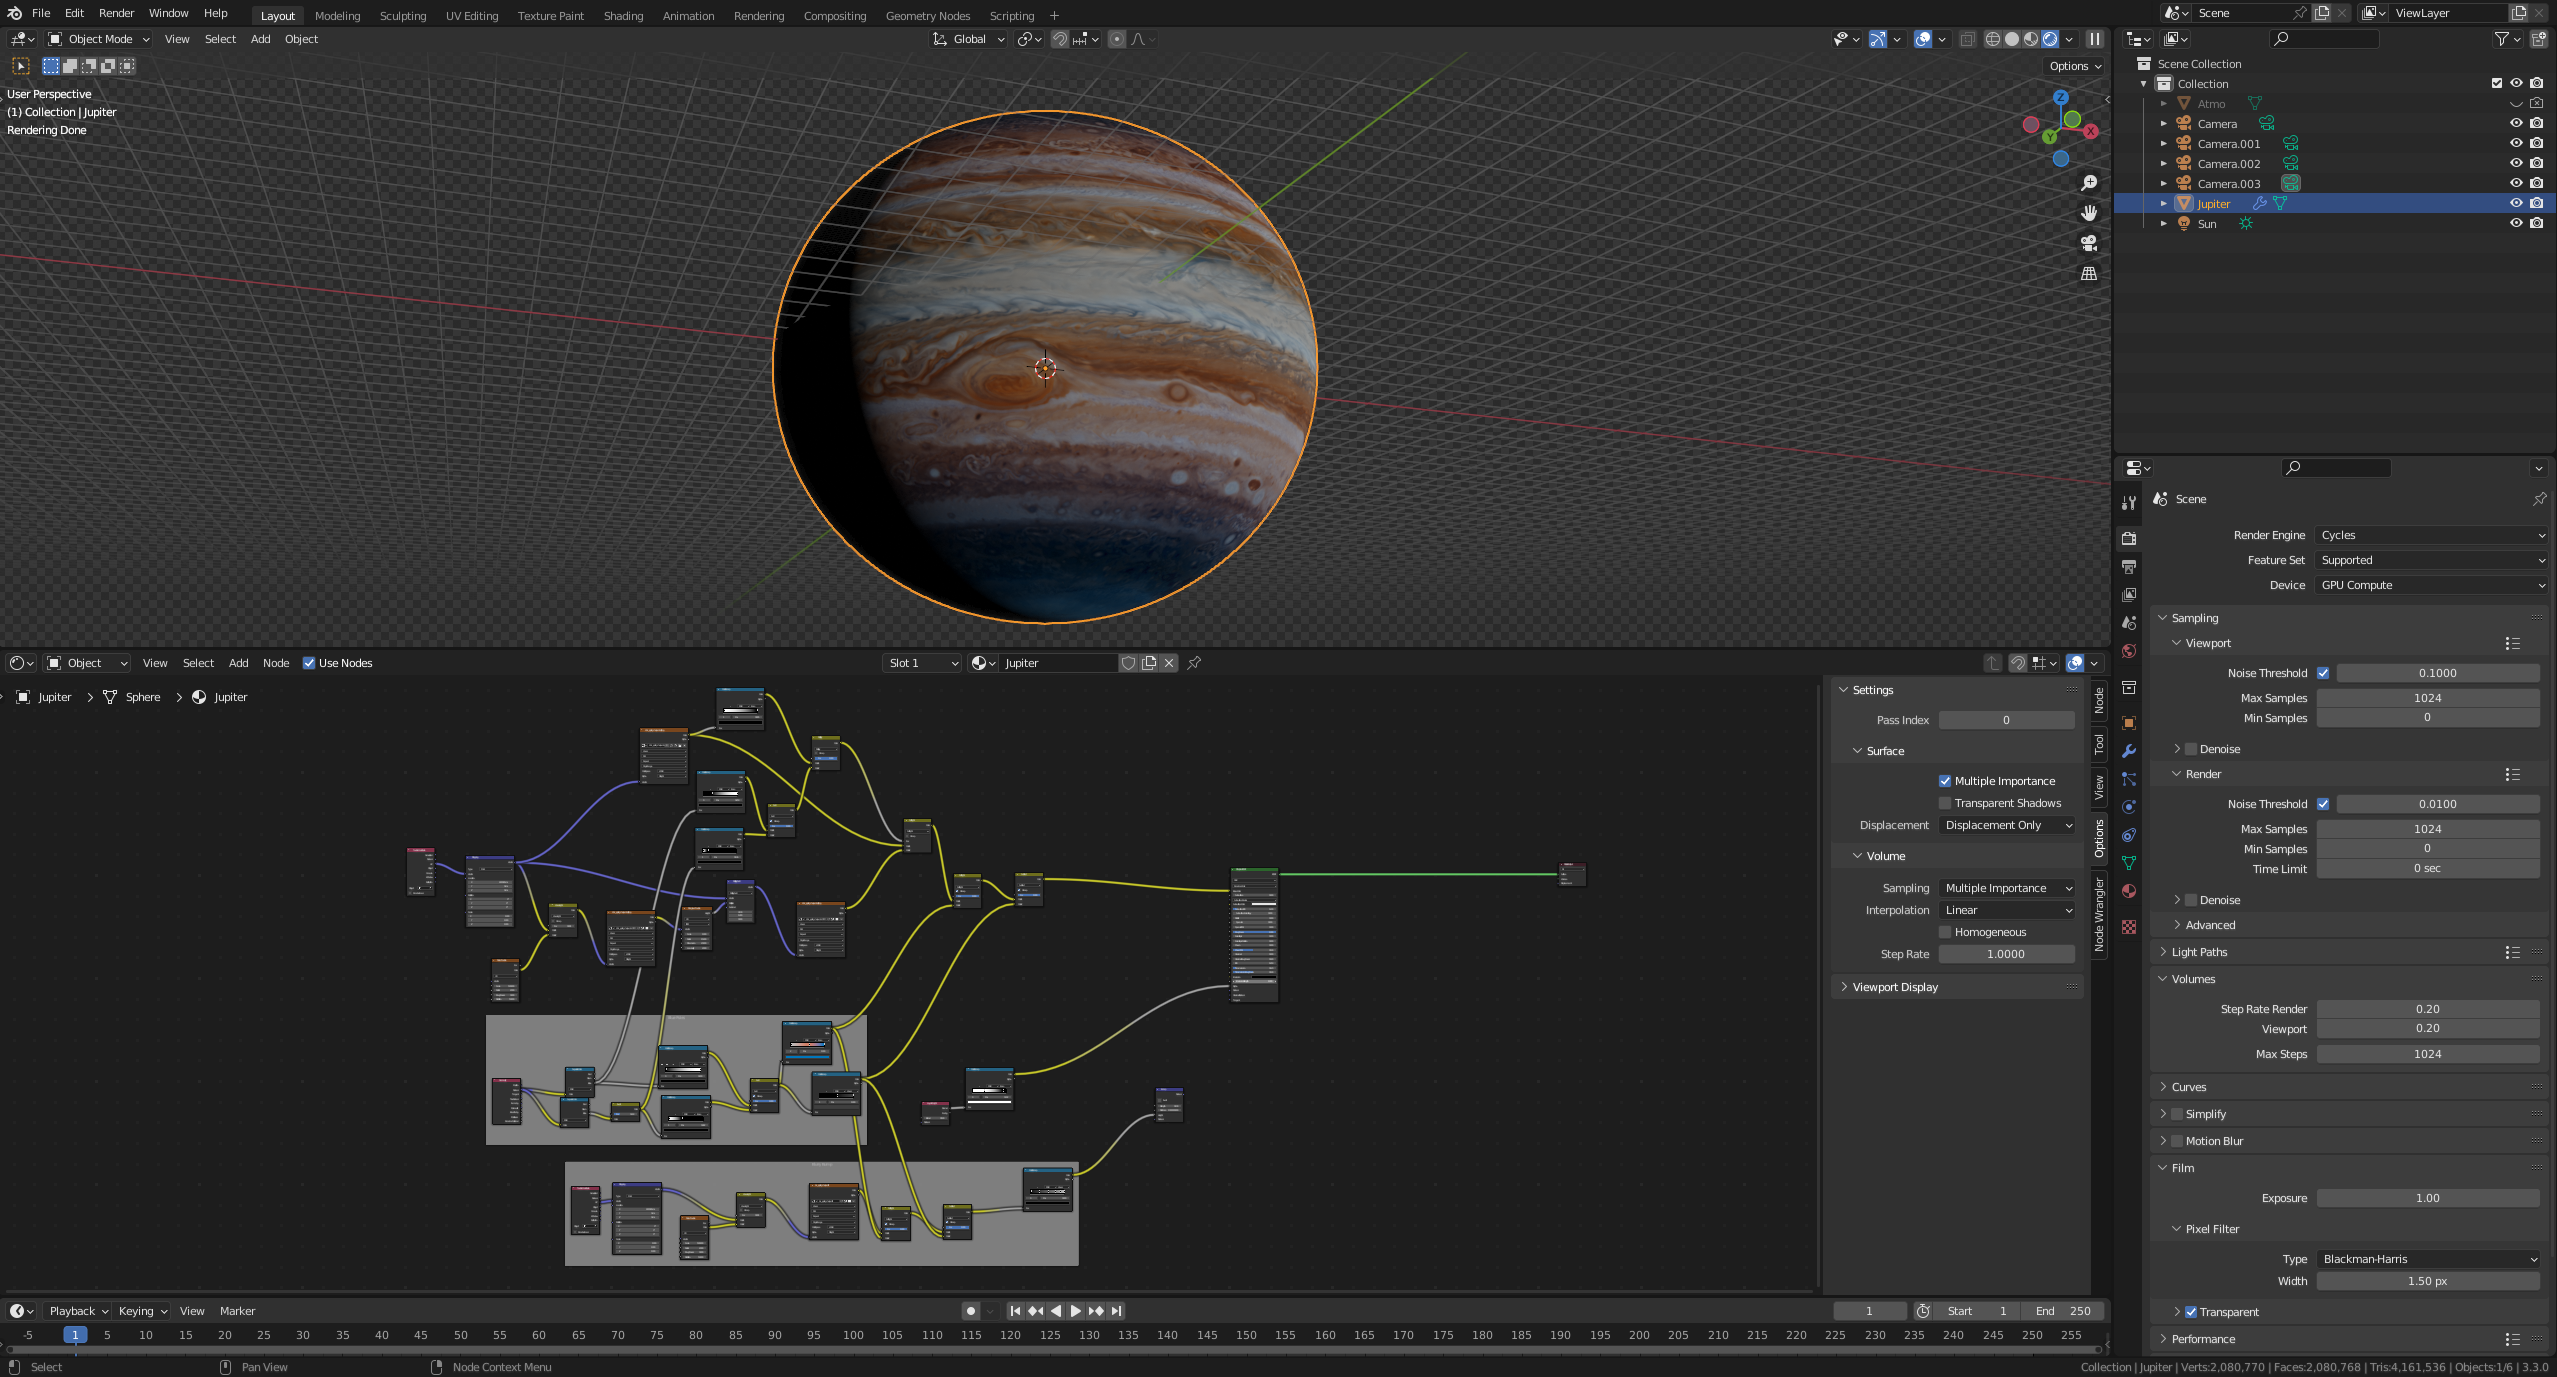 File Edit Render Window Help Layout Modeling Sculpting UV Editing Texture Paint Shading Animation Rendering Compositing Geometry Nodes Scripting + Scene ViewLayer
Object Mode View Select Add Object Global
Options
User Perspective
(1) Collection | Jupiter
Rendering Done
Z
X
Y
Scene Collection
Collection
Atmo
Camera
Camera.001
Camera.002
Camera.003
Jupiter
Sun
Scene
Render Engine Cycles
Feature Set Supported
Device GPU Compute
Sampling
Viewport
Noise Threshold 0.1000
Max Samples 1024
Min Samples 0
Denoise
Render
Noise Threshold 0.0100
Max Samples 1024
Min Samples 0
Time Limit 0 sec
Denoise
Advanced
Light Paths
Volumes
Step Rate Render 0.20
Viewport 0.20
Max Steps 1024
Curves
Simplify
Motion Blur
Film
Exposure 1.00
Pixel Filter
Type Blackman-Harris
Width 1.50 px
Transparent
Performance
Object View Select Add Node Use Nodes Slot 1 Jupiter
Jupiter > Sphere > Jupiter
Settings
Pass Index 0
Surface
Multiple Importance
Transparent Shadows
Displacement Displacement Only
Volume
Sampling Multiple Importance
Interpolation Linear
Homogeneous
Step Rate 1.0000
Viewport Display
Node
Tool
View
Options
Node Wrangler
Playback Keying View Marker 1 Start 1 End 250
-5 1 5 10 15 20 25 30 35 40 45 50 55 60 65 70 75 80 85 90 95 100 105 110 115 120 125 130 135 140 145 150 155 160 165 170 175 180 185 190 195 200 205 210 215 220 225 230 235 240 245 250 255
Select Pan View Node Context Menu Collection | Jupiter | Verts:2,080,770 | Faces:2,080,768 | Tris:4,161,536 | Objects:1/6 | 3.3.0